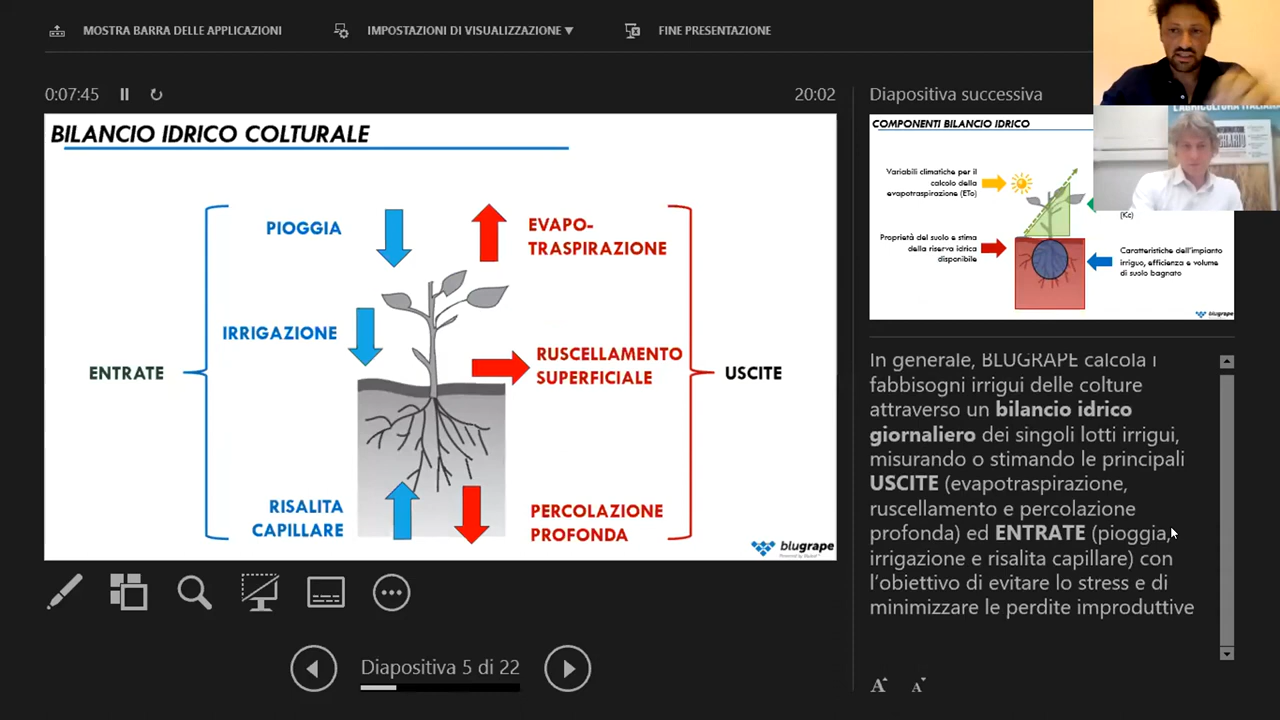 MOSTRA BARRA DELLE APPLICAZIONI
IMPOSTAZIONI DI VISUALIZZAZIONE ▼
FINE PRESENTAZIONE
0:07:45
20:02
BILANCIO IDRICO COLTURALE
PIOGGIA
EVAPO-
TRASPIRAZIONE
IRRIGAZIONE
RUSCELLAMENTO
SUPERFICIALE
ENTRATE
USCITE
RISALITA
CAPILLARE
PERCOLAZIONE
PROFONDA
blugrape
Diapositiva 5 di 22
Diapositiva successiva
COMPONENTI BILANCIO IDRICO
Variabili climatiche per il
calcolo della
evapotraspirazione (ETo)
(Kc)
Proprietà del suolo e stima
della riserva idrica
disponibile
Caratteristiche dell'impianto
irriguo, efficienza e volume
di suolo bagnato
blugrape
In generale, BLUGRAPE calcola i
fabbisogni irrigui delle colture
attraverso un bilancio idrico
giornaliero dei singoli lotti irrigui,
misurando o stimando le principali
USCITE (evapotraspirazione,
ruscellamento e percolazione
profonda) ed ENTRATE (pioggia,
irrigazione e risalita capillare) con
l'obiettivo di evitare lo stress e di
minimizzare le perdite improduttive
A A